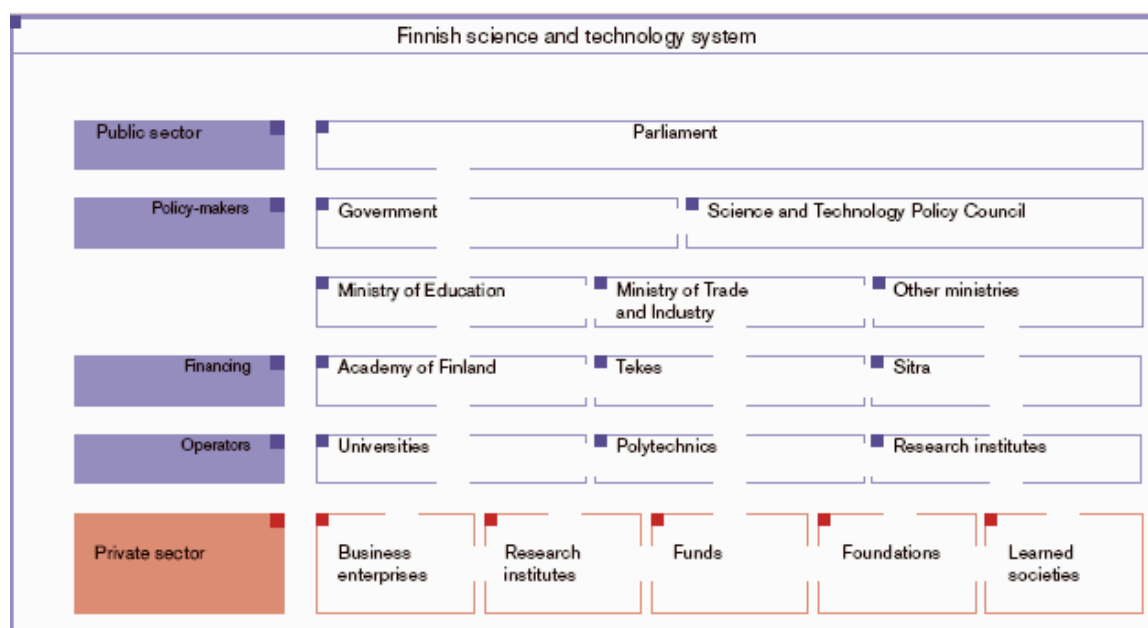 Finnish science and technology system
Public sector
Parliament
Policy-makers
Government
Science and Technology Policy Council
Ministry of Education
Ministry of Trade
and Industry
Other ministries
Financing
Academy of Finland
Tekes
Sitra
Operators
Universities
Polytechnics
Research institutes
Private sector
Business
enterprises
Research
institutes
Funds
Foundations
Learned
societies